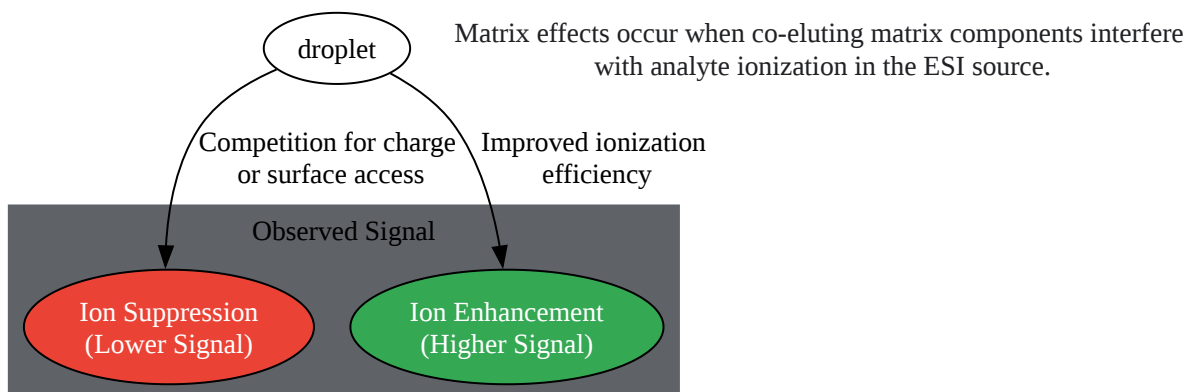 droplet
Matrix effects occur when co-eluting matrix components interfere
with analyte ionization in the ESI source.
Competition for charge
or surface access
Improved ionization
efficiency
Observed Signal
Ion Suppression
(Lower Signal)
Ion Enhancement
(Higher Signal)